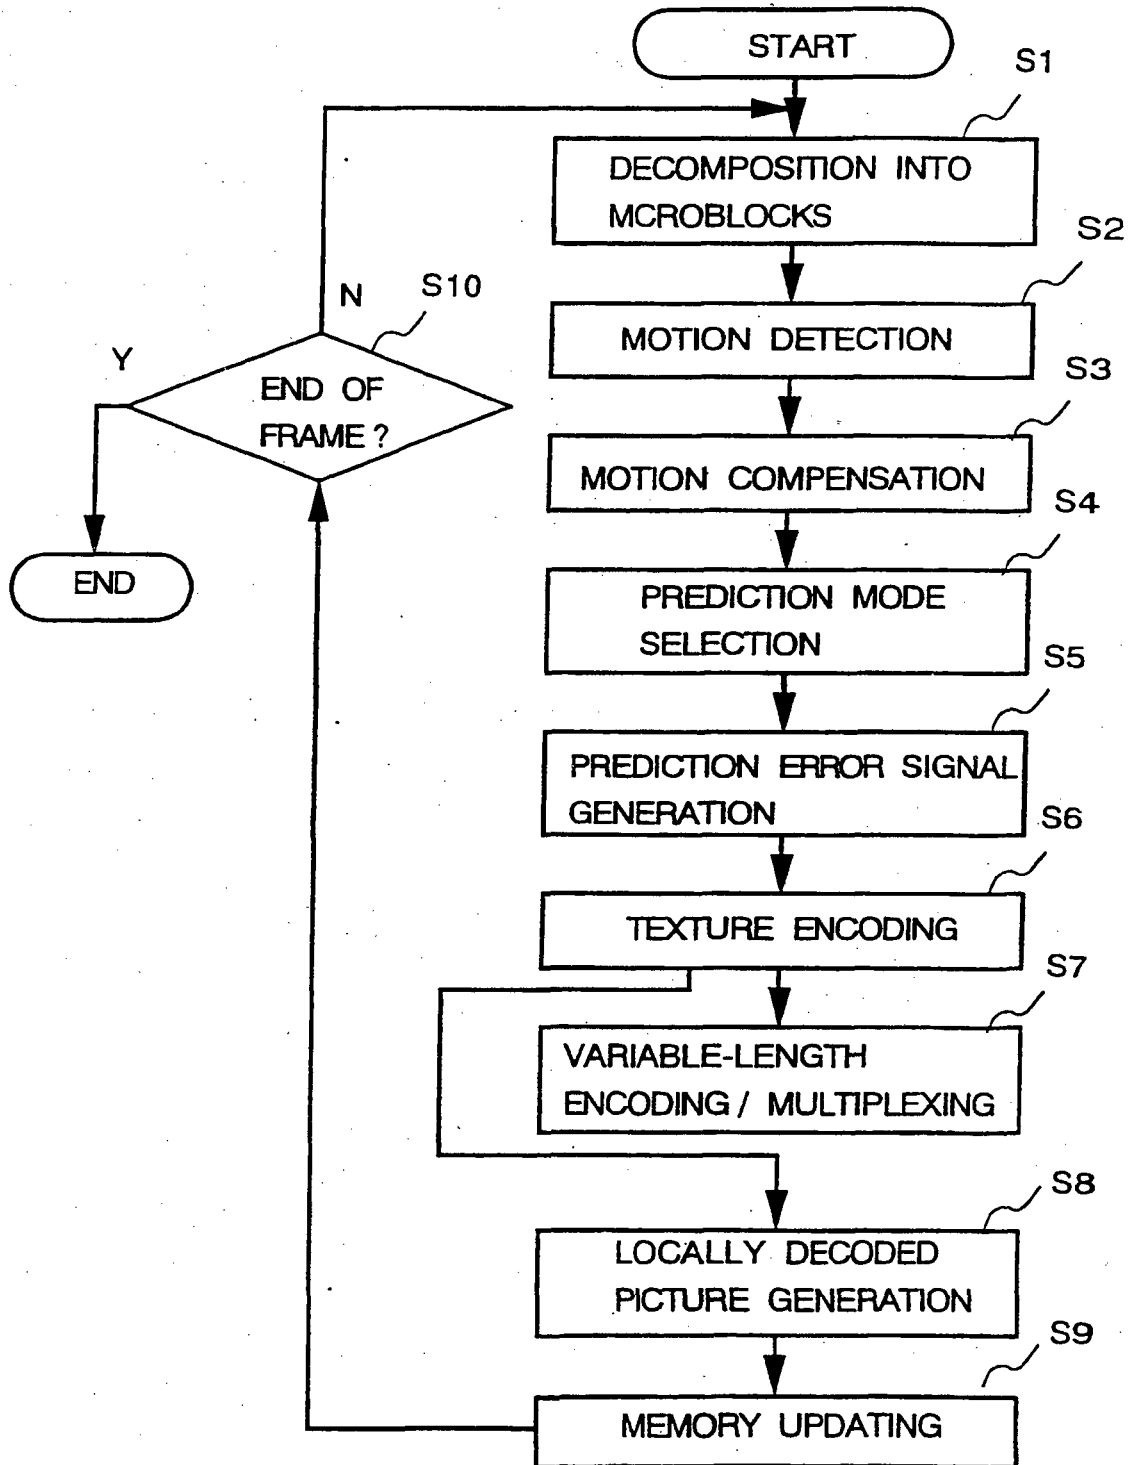 START
S1
DECOMPOSITION INTO
MCROBLOCKS
S2
MOTION DETECTION
S3
MOTION COMPENSATION
S4
PREDICTION MODE
SELECTION
S5
PREDICTION ERROR SIGNAL
GENERATION
S6
TEXTURE ENCODING
S7
VARIABLE-LENGTH
ENCODING / MULTIPLEXING
S8
LOCALLY DECODED
PICTURE GENERATION
S9
MEMORY UPDATING
S10
N
Y
END OF
FRAME ?
END